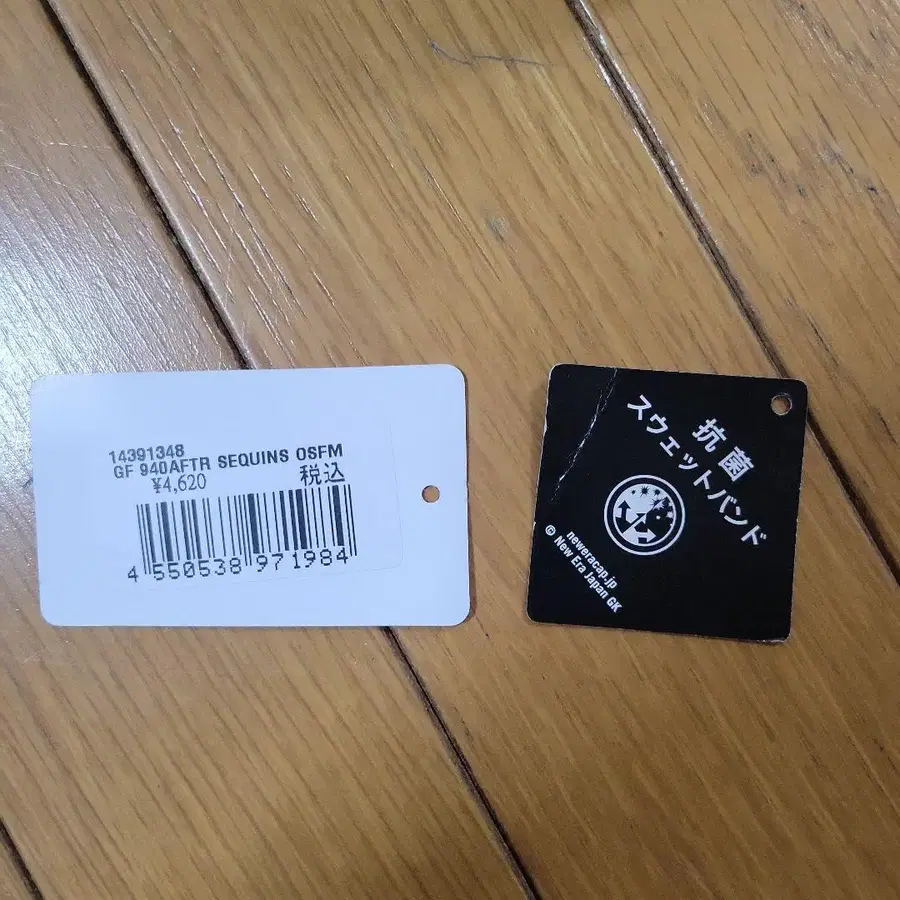 14391348
GF 940AFTR SEQUINS OSFM
¥4,620 税込
4 550538 971984
抗菌
スウェットバンド
neweracap.jp
© New Era Japan GK